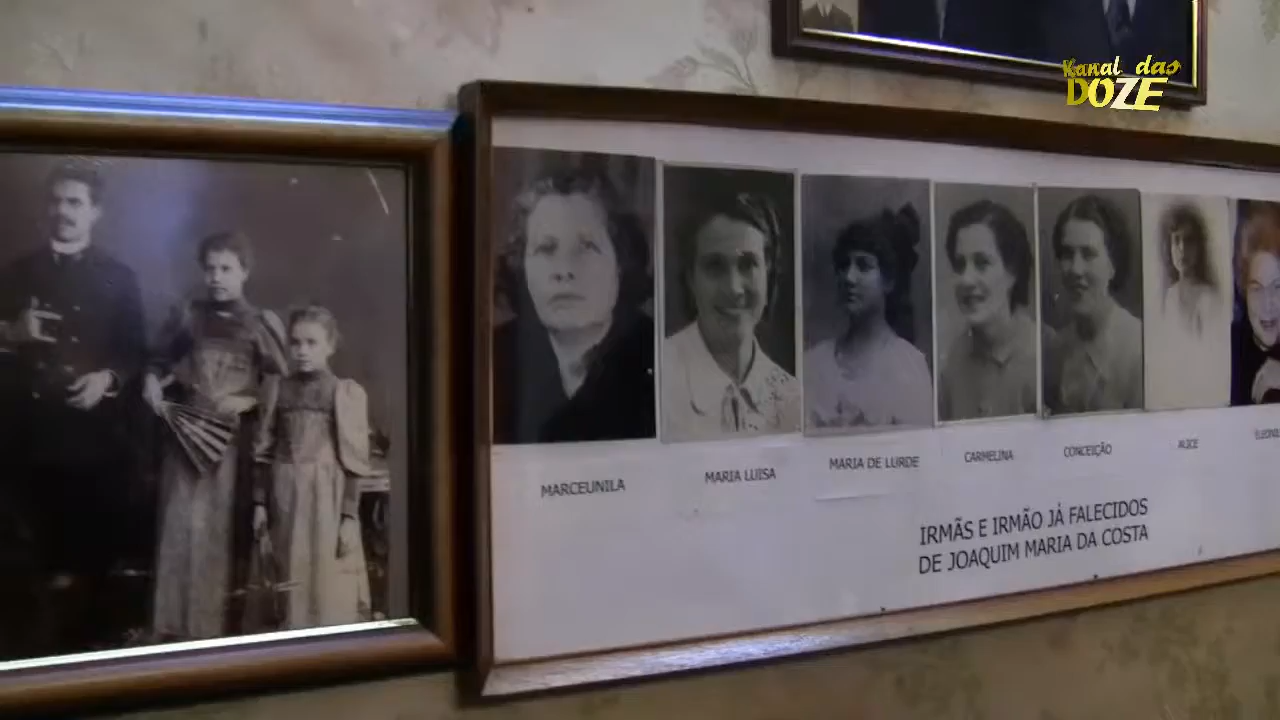 Kanal das
DOZE
MARCEUNILA
MARIA LUISA
MARIA DE LURDE
CARMELINA
CONCEIÇÃO
ALICE
IRMÃS E IRMÃO JÁ FALECIDOS
DE JOAQUIM MARIA DA COSTA